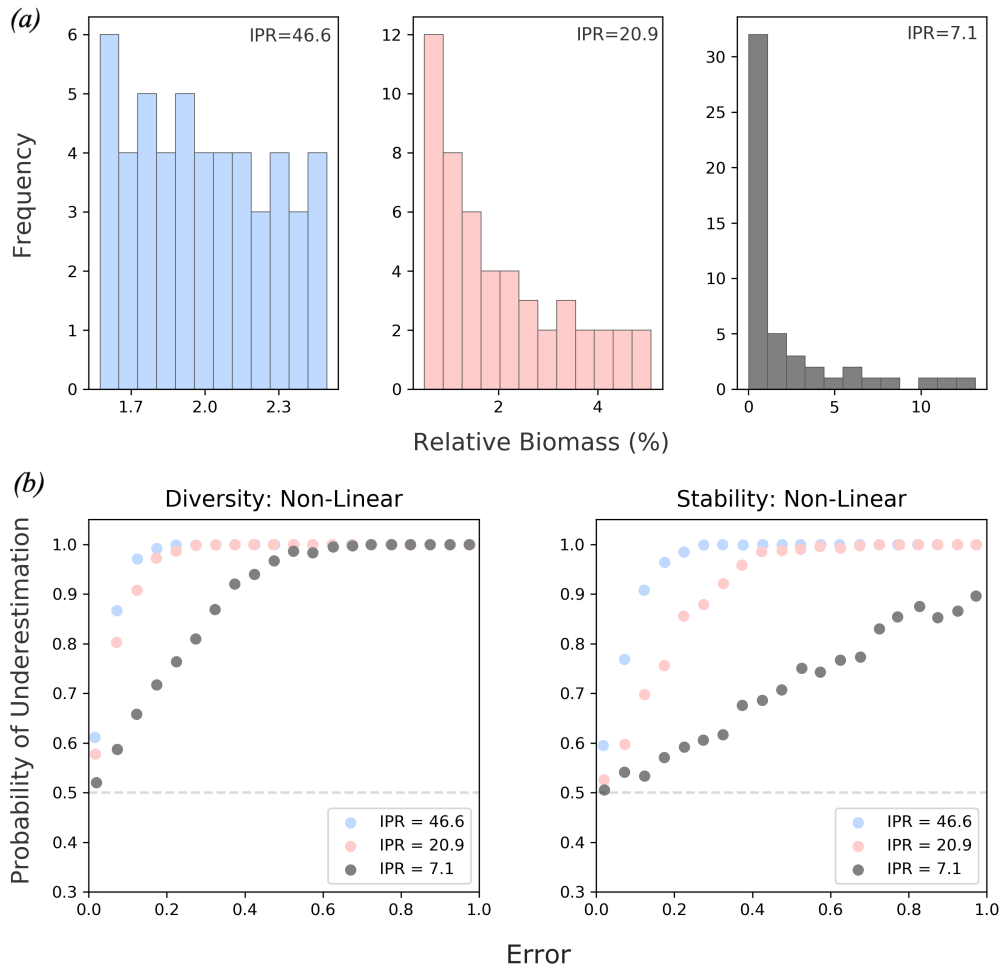 (a)
IPR=46.6
IPR=20.9
IPR=7.1
Frequency
6
5
4
3
2
1
0
12
10
8
6
4
2
0
30
25
20
15
10
5
0
1.7 2.0 2.3
2 4
0 5 10
Relative Biomass (%)
(b)
Diversity: Non-Linear
Stability: Non-Linear
Probability of Underestimation
1.0
0.9
0.8
0.7
0.6
0.5
0.4
0.3
IPR = 46.6
IPR = 20.9
IPR = 7.1
0.0 0.2 0.4 0.6 0.8 1.0
1.0
0.9
0.8
0.7
0.6
0.5
0.4
0.3
IPR = 46.6
IPR = 20.9
IPR = 7.1
0.0 0.2 0.4 0.6 0.8 1.0
Error